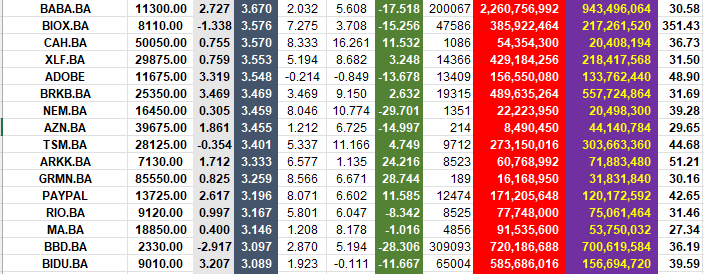 BABA.BA 11300.00 2.727 3.670 2.032 5.608 -17.518 200067 2,260,756,992 943,496,064 30.58
BIOX.BA 8110.00 -1.338 3.576 7.275 3.708 -15.256 47586 385,922,464 217,261,520 351.43
CAH.BA 50050.00 0.755 3.570 8.333 16.261 11.532 1086 54,354,300 20,408,194 36.73
XLF.BA 29875.00 0.759 3.553 5.194 8.682 3.248 14366 429,184,256 218,417,568 31.50
ADOBE 11675.00 3.319 3.548 -0.214 -0.849 -13.678 13409 156,550,080 133,762,440 48.90
BRKB.BA 25350.00 3.469 3.469 3.469 9.150 2.632 19315 489,635,264 557,724,864 31.69
NEM.BA 16450.00 0.305 3.459 8.046 10.774 -29.701 1351 22,223,950 20,498,300 39.28
AZN.BA 39675.00 1.861 3.455 1.212 6.725 -14.997 214 8,490,450 44,140,784 29.65
TSM.BA 28125.00 -0.354 3.401 5.337 11.166 4.749 9712 273,150,016 303,663,360 44.68
ARKK.BA 7130.00 1.712 3.333 6.577 1.135 24.216 8523 60,768,992 71,883,480 51.21
GRMN.BA 85550.00 0.825 3.259 8.566 6.671 28.744 189 16,168,950 31,831,840 30.16
PAYPAL 13725.00 2.617 3.196 8.071 6.602 11.585 12474 171,205,648 120,172,592 42.65
RIO.BA 9120.00 0.997 3.167 5.801 6.047 -8.342 8525 77,748,000 75,061,464 31.46
MA.BA 18850.00 0.400 3.146 1.208 8.178 -1.016 4856 91,535,600 53,750,032 27.34
BBD.BA 2330.00 -2.917 3.097 2.870 5.194 -28.306 309093 720,186,688 700,619,584 36.19
BIDU.BA 9010.00 3.207 3.089 1.923 -0.111 -11.667 65004 585,686,016 156,694,720 39.59